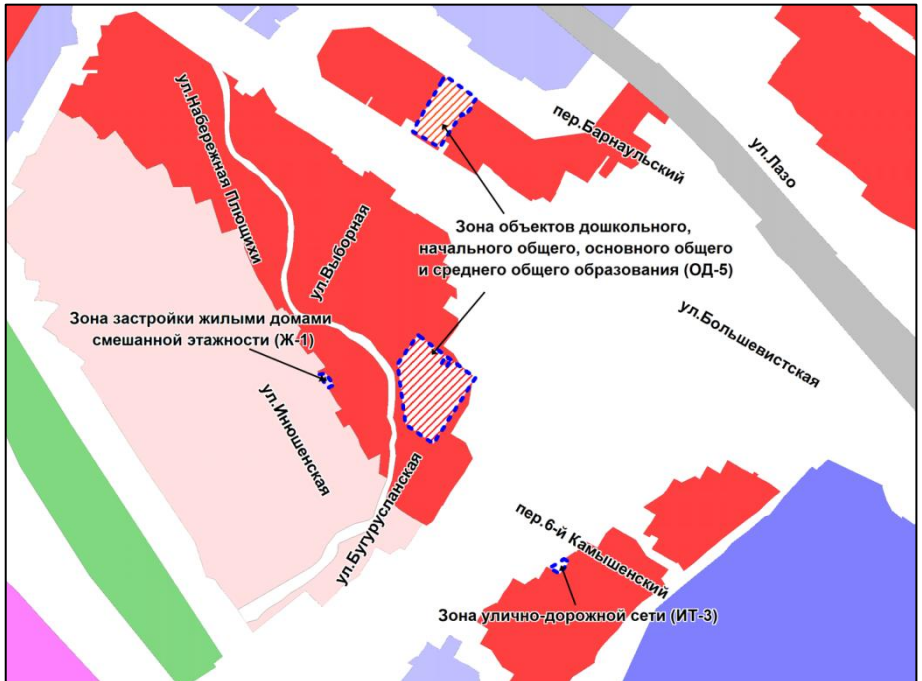 ул.Набережная Плющихи
пер.Барнаульский
ул.Лазо
ул.Выборная
Зона объектов дошкольного,
начального общего, основного общего
и среднего общего образования (ОД-5)
Зона застройки жилыми домами
смешанной этажности (Ж-1)
ул.Большевистская
ул.Инюшенская
ул.Бугурусланская
пер.6-й Камышенский
Зона улично-дорожной сети (ИТ-3)